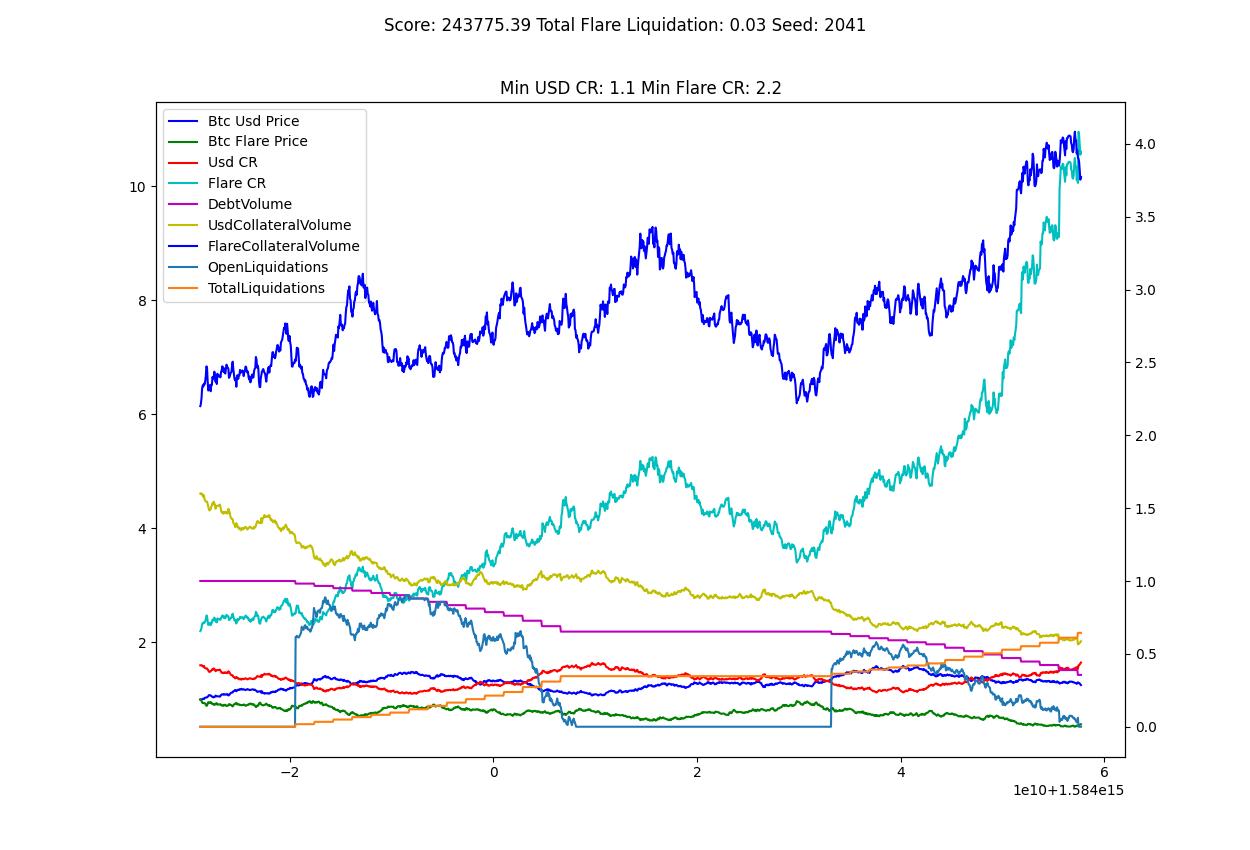 Score: 243775.39 Total Flare Liquidation: 0.03 Seed: 2041
Min USD CR: 1.1 Min Flare CR: 2.2
Btc Usd Price
Btc Flare Price
Usd CR
Flare CR
DebtVolume
UsdCollateralVolume
FlareCollateralVolume
OpenLiquidations
TotalLiquidations
10
8
6
4
2
4.0
3.5
3.0
2.5
2.0
1.5
1.0
0.5
0.0
−2
0
2
4
6
1e10+1.584e15